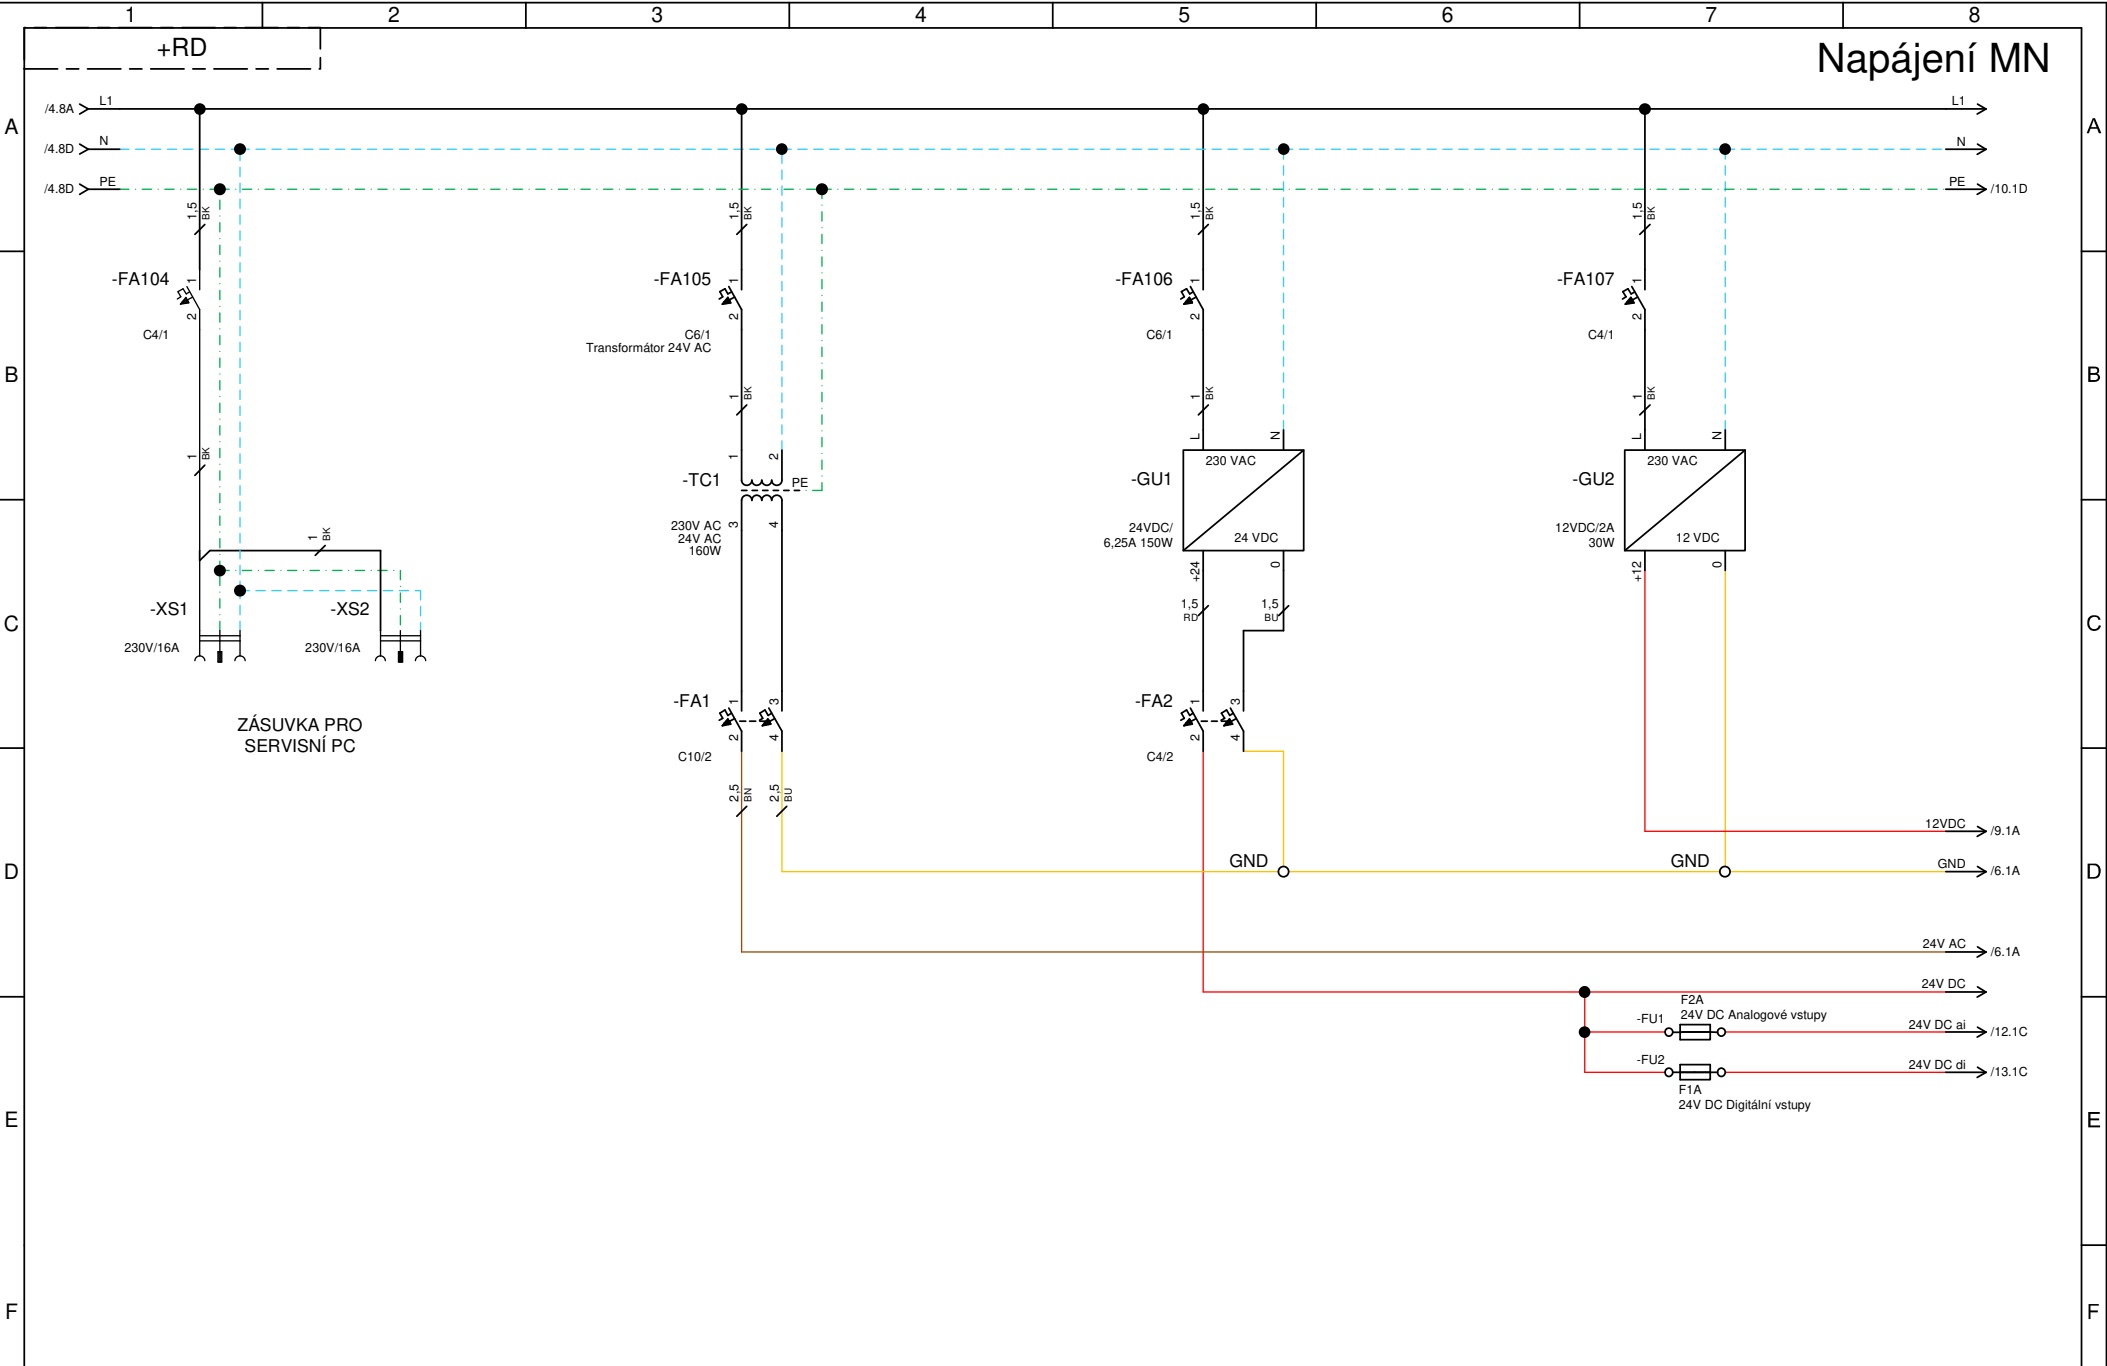 1 2 3 4 5 6 7 8
+RD
Napájení MN
A
/4.8A L1
L1
A
/4.8D N
N
/4.8D PE
PE /10.1D
1,5 BK
1,5 BK
1,5 BK
1,5 BK
-FA104 1 2
C4/1
-FA105 1 2
C6/1
Transformátor 24V AC
-FA106 1 2
C6/1
-FA107 1 2
C4/1
B
B
1 BK
1 BK
1 BK
1 BK
-TC1 1 2 PE
230V AC 3 4
24V AC
160W
L N
230 VAC
-GU1
24VDC/
6,25A 150W
24 VDC
+24 0
L N
230 VAC
-GU2
12VDC/2A
30W
12 VDC
+12 0
1 BK
C
C
-XS1
230V/16A
-XS2
230V/16A
1,5 RD
1,5 BU
ZÁSUVKA PRO
SERVISNÍ PC
-FA1 1 3
2 4
C10/2
-FA2 1 3
2 4
C4/2
2,5 BN
2,5 BU
12VDC /9.1A
D
GND
GND
GND /6.1A
D
24V AC /6.1A
24V DC
F2A
24V DC Analogové vstupy
-FU1
24V DC ai /12.1C
-FU2
24V DC di /13.1C
F1A
24V DC Digitální vstupy
E
E
F
F